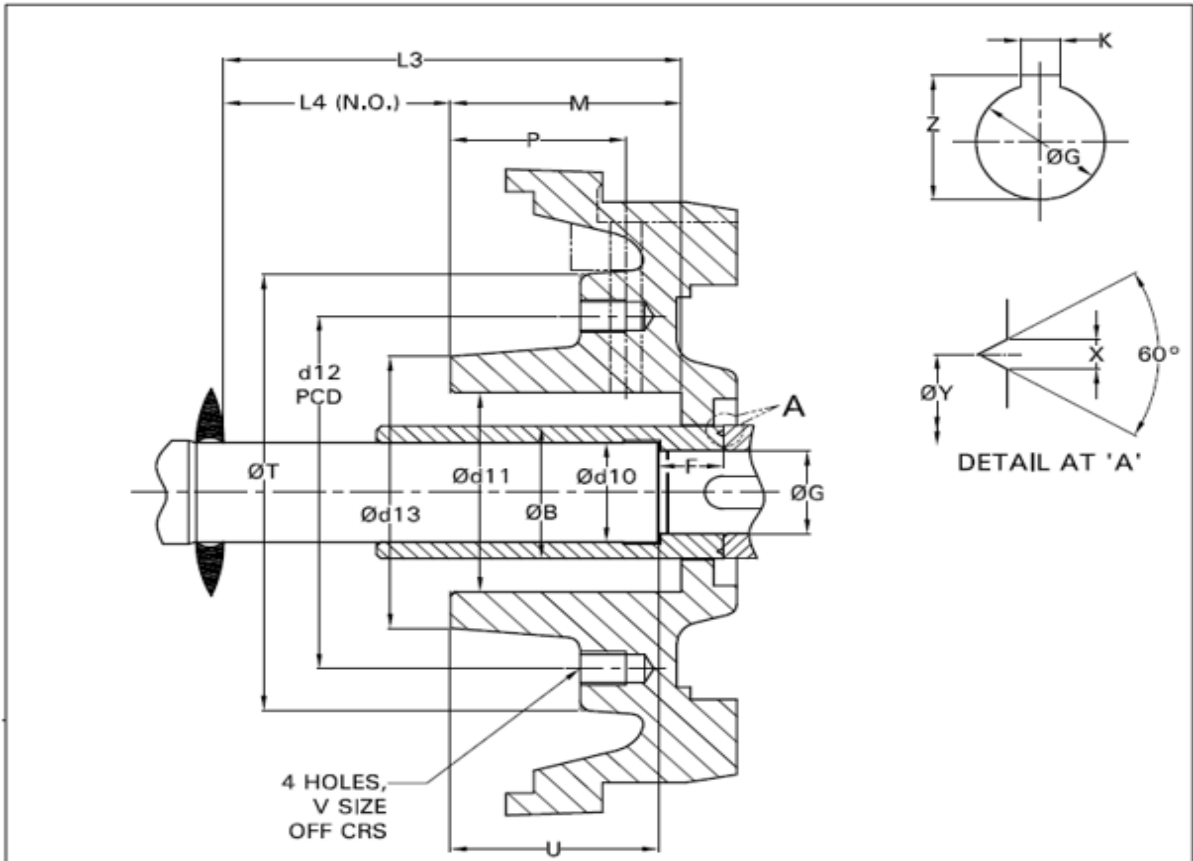 L3
K
L4 (N.O.)
M
P
Z
ØG
X
60°
ØY
d12
PCD
A
DETAIL AT 'A'
ØT
Ød11
Ød10
F
ØG
Ød13
ØB
4 HOLES,
V SIZE
OFF CRS
U